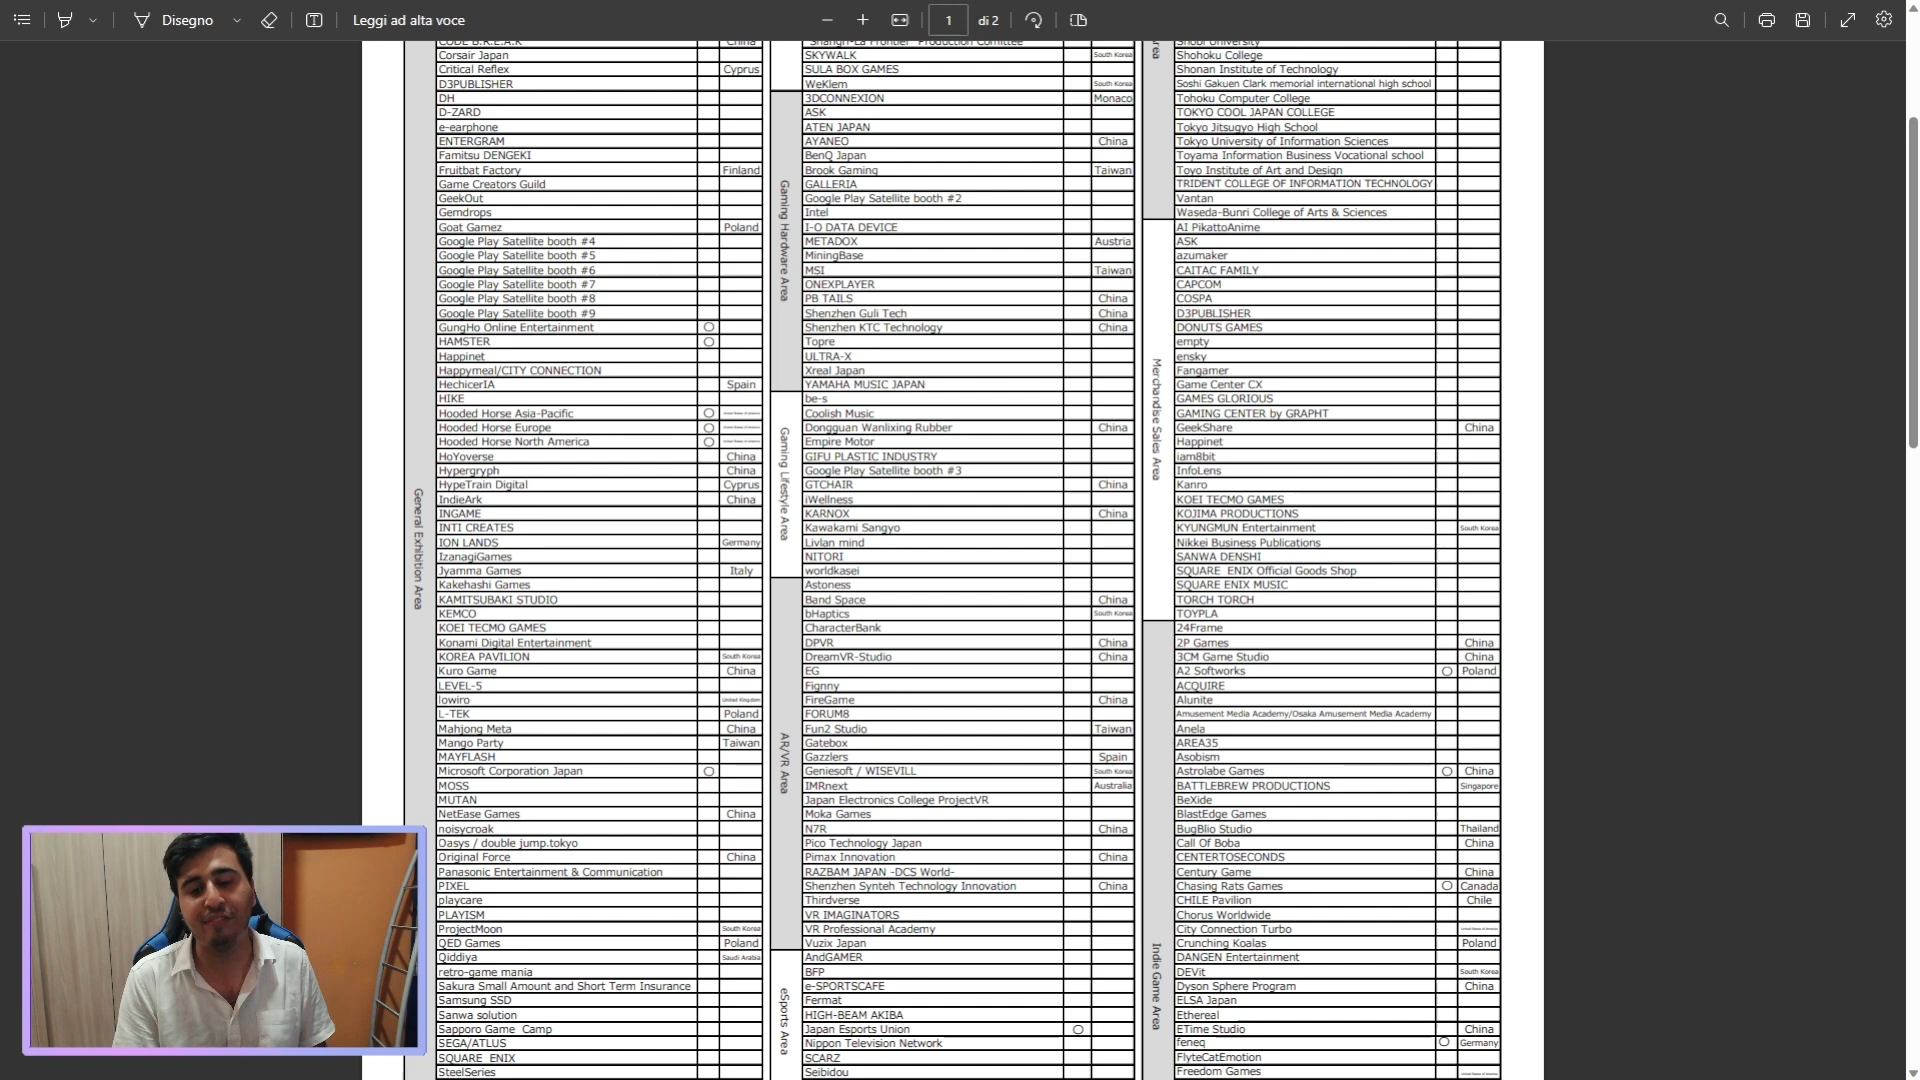 Disegno
Leggi ad alta voce
1
di 2
Corsair Japan
Critical Reflex Cyprus
D3PUBLISHER
DH
D-ZARD
e-earphone
ENTERGRAM
Famitsu DENGEKI
Fruitbat Factory Finland
Game Creators Guild
GeekOut
Gemdrops
Goat Gamez Poland
Google Play Satellite booth #4
Google Play Satellite booth #5
Google Play Satellite booth #6
Google Play Satellite booth #7
Google Play Satellite booth #8
Google Play Satellite booth #9
GungHo Online Entertainment ○
HAMSTER ○
Happinet
Happymeal/CITY CONNECTION
HechicerIA Spain
HIKE
Hooded Horse Asia-Pacific ○
Hooded Horse Europe ○
Hooded Horse North America ○
HoYoverse China
Hypergryph China
HypeTrain Digital Cyprus
IndieArk China
INGAME
INTI CREATES
ION LANDS Germany
IzanagiGames
Jyamma Games Italy
Kakehashi Games
KAMITSUBAKI STUDIO
KEMCO
KOEI TECMO GAMES
Konami Digital Entertainment
KOREA PAVILION South Korea
Kuro Game China
LEVEL-5
lowiro United Kingdom
L-TEK Poland
Mahjong Meta China
Mango Party Taiwan
MAYFLASH
Microsoft Corporation Japan ○
MOSS
MUTAN
NetEase Games China
noisycroak
Oasys / double jump.tokyo
Original Force China
Panasonic Entertainment & Communication
PIXEL
playcare
PLAYISM
ProjectMoon South Korea
QED Games Poland
Qiddiya Saudi Arabia
retro-game mania
Sakura Small Amount and Short Term Insurance
Samsung SSD
Sanwa solution
Sapporo Game Camp
SEGA/ATLUS
SQUARE ENIX
SteelSeries
General Exhibition Area
SKYWALK South Korea
SULA BOX GAMES
WeKlem South Korea
Gaming Hardware Area
3DCONNEXION Monaco
ASK
ATEN JAPAN
AYANEO China
BenQ Japan
Brook Gaming Taiwan
GALLERIA
Google Play Satellite booth #2
Intel
I-O DATA DEVICE
METADOX Austria
MiningBase
MSI Taiwan
ONEXPLAYER
PB TAILS China
Shenzhen Guli Tech China
Shenzhen KTC Technology China
Topre
ULTRA-X
Xreal Japan
YAMAHA MUSIC JAPAN
Gaming Lifestyle Area
be-s
Coolish Music
Dongguan Wanlixing Rubber China
Empire Motor
GIFU PLASTIC INDUSTRY
Google Play Satellite booth #3
GTCHAIR China
iWellness
KARNOX China
Kawakami Sangyo
Livlan mind
NITORI
worldkasei
AR/VR Area
Astoness
Band Space China
bHaptics South Korea
CharacterBank
DPVR China
DreamVR-Studio China
EG
Fignny
FireGame China
FORUM8
Fun2 Studio Taiwan
Gatebox
Gazzlers Spain
Geniesoft / WISEVILL South Korea
IMRnext Australia
Japan Electronics College ProjectVR
Moka Games
N7R China
Pico Technology Japan
Pimax Innovation China
RAZBAM JAPAN -DCS World-
Shenzhen Synteh Technology Innovation China
Thirdverse
VR IMAGINATORS
VR Professional Academy
Vuzix Japan
eSports Area
AndGAMER
BFP
e-SPORTSCAFE
Fermat
HIGH-BEAM AKIBA
Japan Esports Union ○
Nippon Television Network
SCARZ
Seibidou
Shohoku College
Shonan Institute of Technology
Soshi Gakuen Clark memorial international high school
Tohoku Computer College
TOKYO COOL JAPAN COLLEGE
Tokyo Jitsugyo High School
Tokyo University of Information Sciences
Toyama Information Business Vocational school
Toyo Institute of Art and Design
TRIDENT COLLEGE OF INFORMATION TECHNOLOGY
Vantan
Waseda-Bunri College of Arts & Sciences
Merchandise Sales Area
AI PikattoAnime
ASK
azumaker
CAITAC FAMILY
CAPCOM
COSPA
D3PUBLISHER
DONUTS GAMES
empty
ensky
Fangamer
Game Center CX
GAMES GLORIOUS
GAMING CENTER by GRAPHT
GeekShare China
Happinet
iam8bit
InfoLens
Kanro
KOEI TECMO GAMES
KOJIMA PRODUCTIONS
KYUNGMUN Entertainment South Korea
Nikkei Business Publications
SANWA DENSHI
SQUARE ENIX Official Goods Shop
SQUARE ENIX MUSIC
TORCH TORCH
TOYPLA
Indie Game Area
24Frame
2P Games China
3CM Game Studio China
A2 Softworks ○ Poland
ACQUIRE
Alunite
Amusement Media Academy/Osaka Amusement Media Academy
Anela
AREA35
Asobism
Astrolabe Games ○ China
BATTLEBREW PRODUCTIONS Singapore
BeXide
BlastEdge Games
BugBlio Studio Thailand
Call Of Boba China
CENTERTOSECONDS
Century Game China
Chasing Rats Games ○ Canada
CHILE Pavilion Chile
Chorus Worldwide
City Connection Turbo
Crunching Koalas Poland
DANGEN Entertainment
DEVit South Korea
Dyson Sphere Program China
ELSA Japan
Ethereal
ETime Studio China
feneq ○ Germany
FlyteCatEmotion
Freedom Games